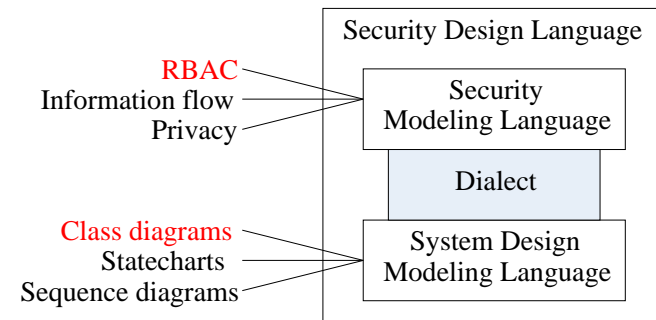 Security Design Language
RBAC
Information flow
Privacy
Security
Modeling Language
Dialect
Class diagrams
Statecharts
Sequence diagrams
System Design
Modeling Language